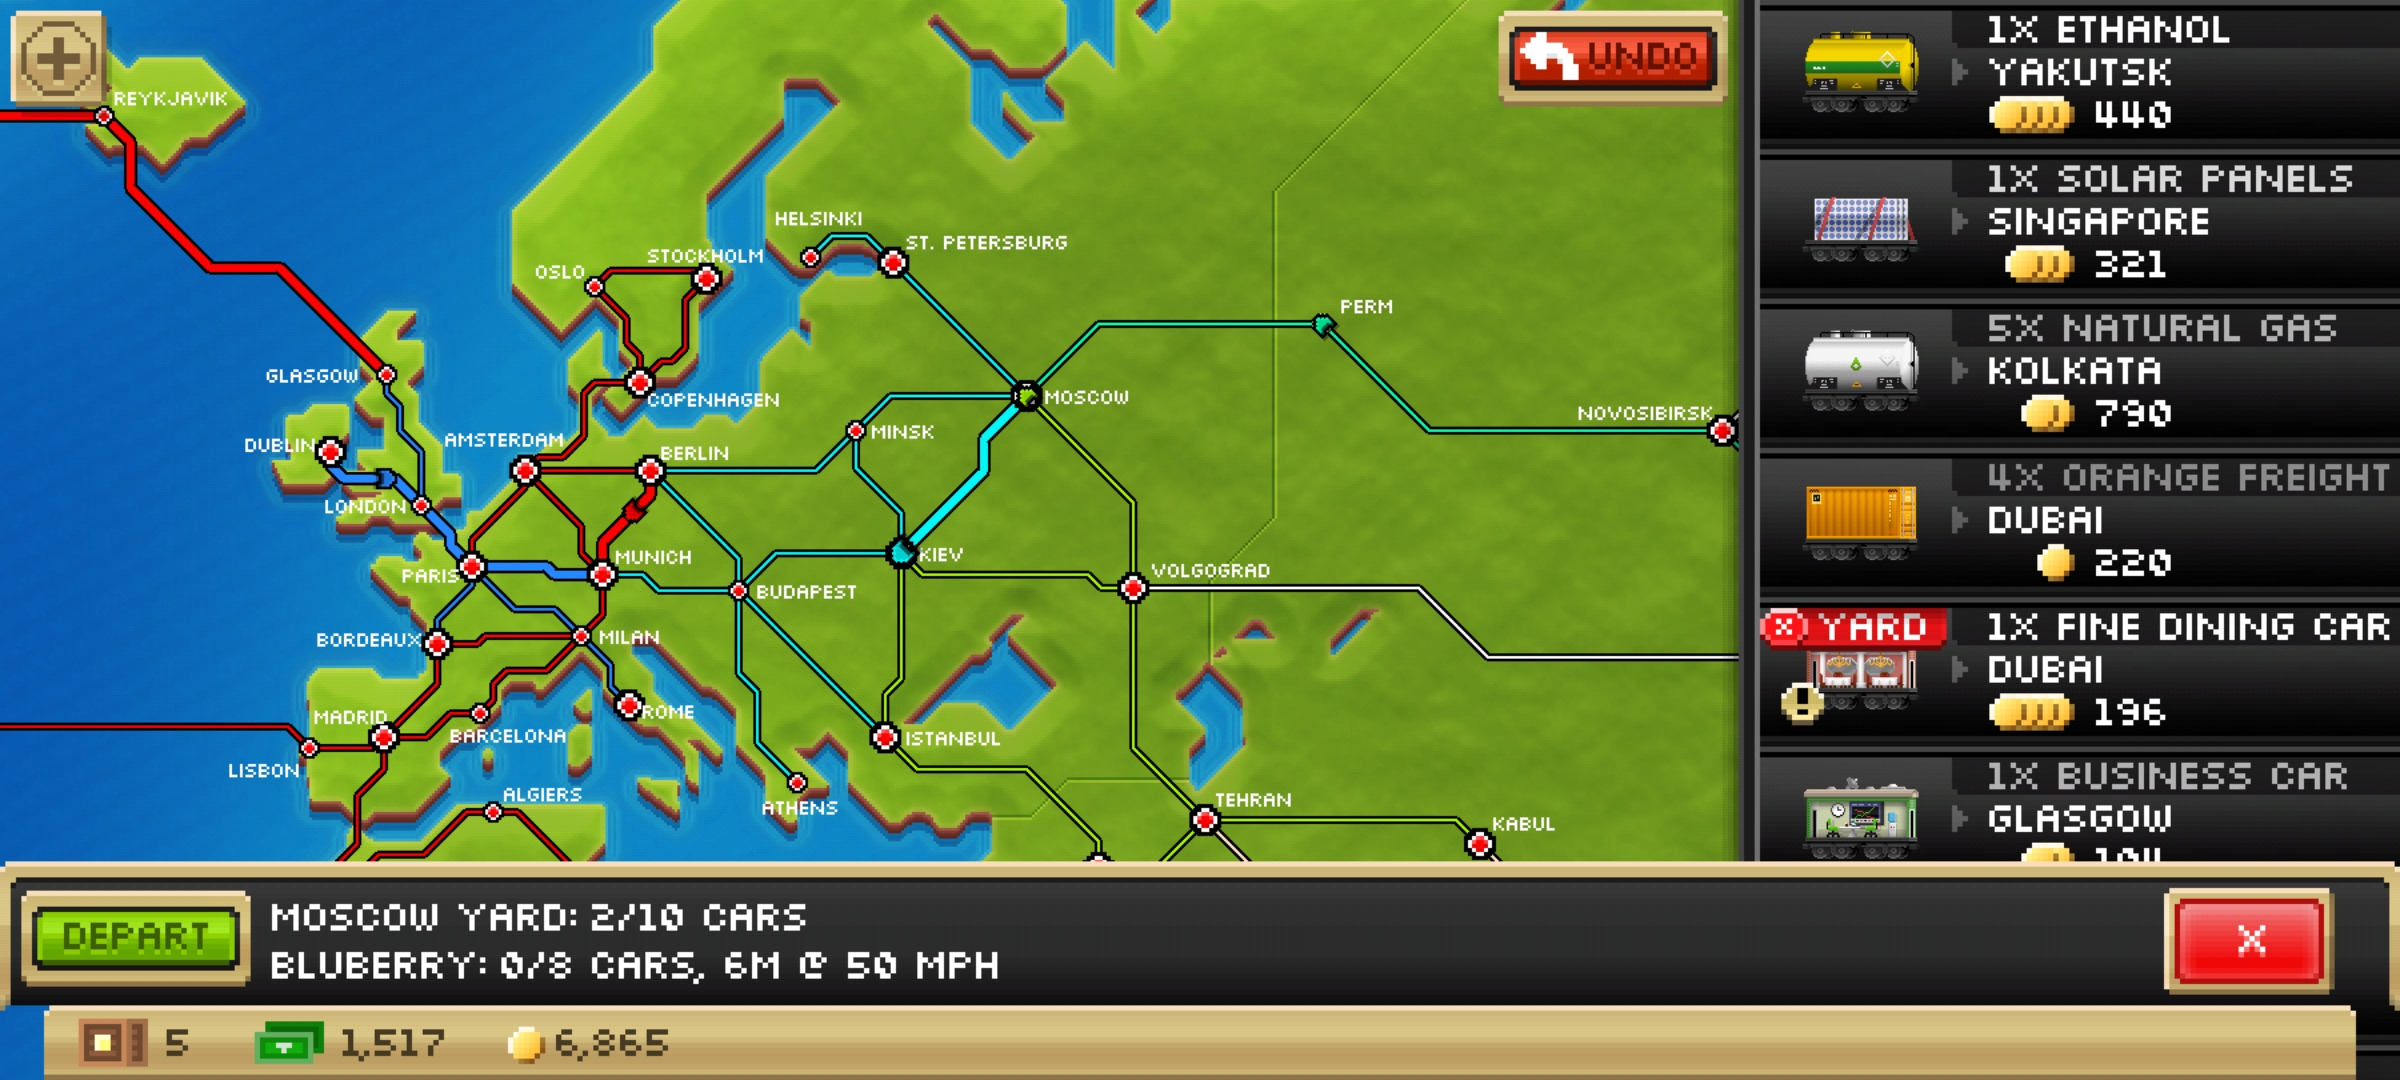 REYKJAVIK
UNDO
HELSINKI
ST. PETERSBURG
STOCKHOLM
OSLO
PERM
GLASGOW
COPENHAGEN
MOSCOW
NOVOSIBIRSK
DUBLIN
AMSTERDAM
BERLIN
MINSK
LONDON
PARIS
MUNICH
KIEV
BUDAPEST
VOLGOGRAD
BORDEAUX
MILAN
MADRID
ROME
BARCELONA
ISTANBUL
LISBON
ALGIERS
ATHENS
TEHRAN
KABUL
1X ETHANOL
YAKUTSK
440
1X SOLAR PANELS
SINGAPORE
321
5X NATURAL GAS
KOLKATA
790
4X ORANGE FREIGHT
DUBAI
220
X YARD
1X FINE DINING CAR
DUBAI
196
1X BUSINESS CAR
GLASGOW
DEPART
MOSCOW YARD: 2/10 CARS
BLUBERRY: 0/8 CARS, 6M @ 50 MPH
X
5
1,517
6,865